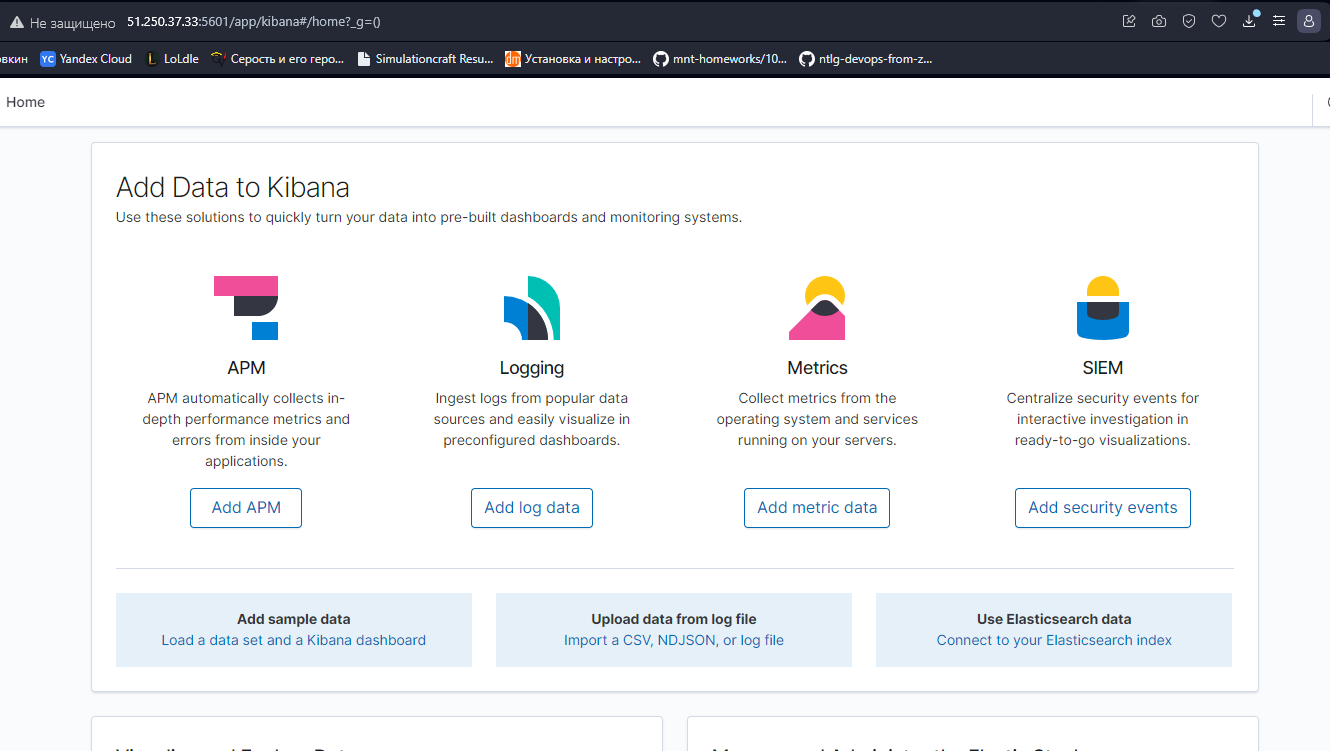 Не защищено 51.250.37.33:5601/app/kibana#/home?_g=()
Yandex Cloud LoLdle Серость и его геро... Simulationcraft Resu... Установка и настро... mnt-homeworks/10... ntlg-devops-from-z...
Home
Add Data to Kibana
Use these solutions to quickly turn your data into pre-built dashboards and monitoring systems.
APM
APM automatically collects in-
depth performance metrics and
errors from inside your
applications.
Add APM
Logging
Ingest logs from popular data
sources and easily visualize in
preconfigured dashboards.
Add log data
Metrics
Collect metrics from the
operating system and services
running on your servers.
Add metric data
SIEM
Centralize security events for
interactive investigation in
ready-to-go visualizations.
Add security events
Add sample data
Load a data set and a Kibana dashboard
Upload data from log file
Import a CSV, NDJSON, or log file
Use Elasticsearch data
Connect to your Elasticsearch index